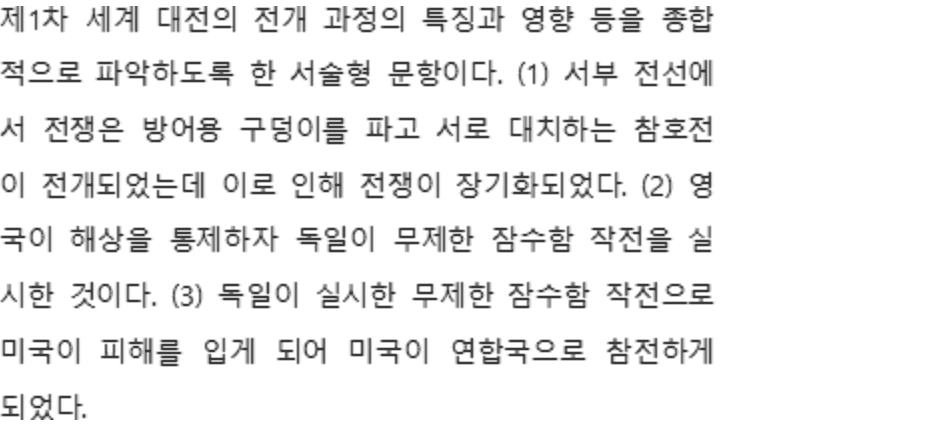 제1차 세계 대전의 전개 과정의 특징과 영향 등을 종합
적으로 파악하도록 한 서술형 문항이다. (1) 서부 전선에
서 전쟁은 방어용 구덩이를 파고 서로 대치하는 참호전
이 전개되었는데 이로 인해 전쟁이 장기화되었다. (2) 영
국이 해상을 통제하자 독일이 무제한 잠수함 작전을 실
시한 것이다. (3) 독일이 실시한 무제한 잠수함 작전으로
미국이 피해를 입게 되어 미국이 연합국으로 참전하게
되었다.